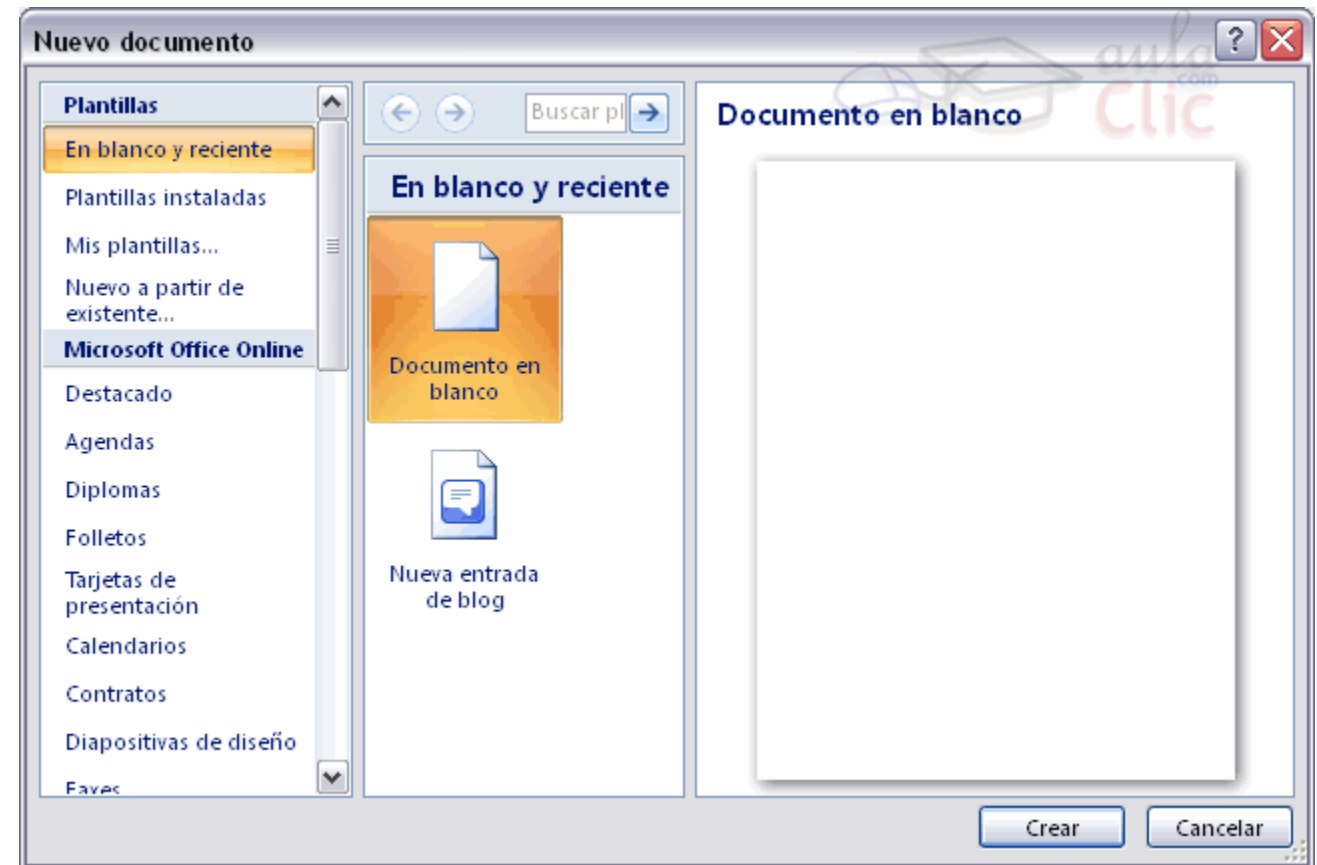 Nuevo documento
aula
.com
Clic
?
Plantillas
En blanco y reciente
Plantillas instaladas
Mis plantillas...
Nuevo a partir de
existente...
Microsoft Office Online
Destacado
Agendas
Diplomas
Folletos
Tarjetas de
presentación
Calendarios
Contratos
Diapositivas de diseño
Faxes
Buscar pl
En blanco y reciente
Documento en
blanco
Nueva entrada
de blog
Documento en blanco
Crear
Cancelar